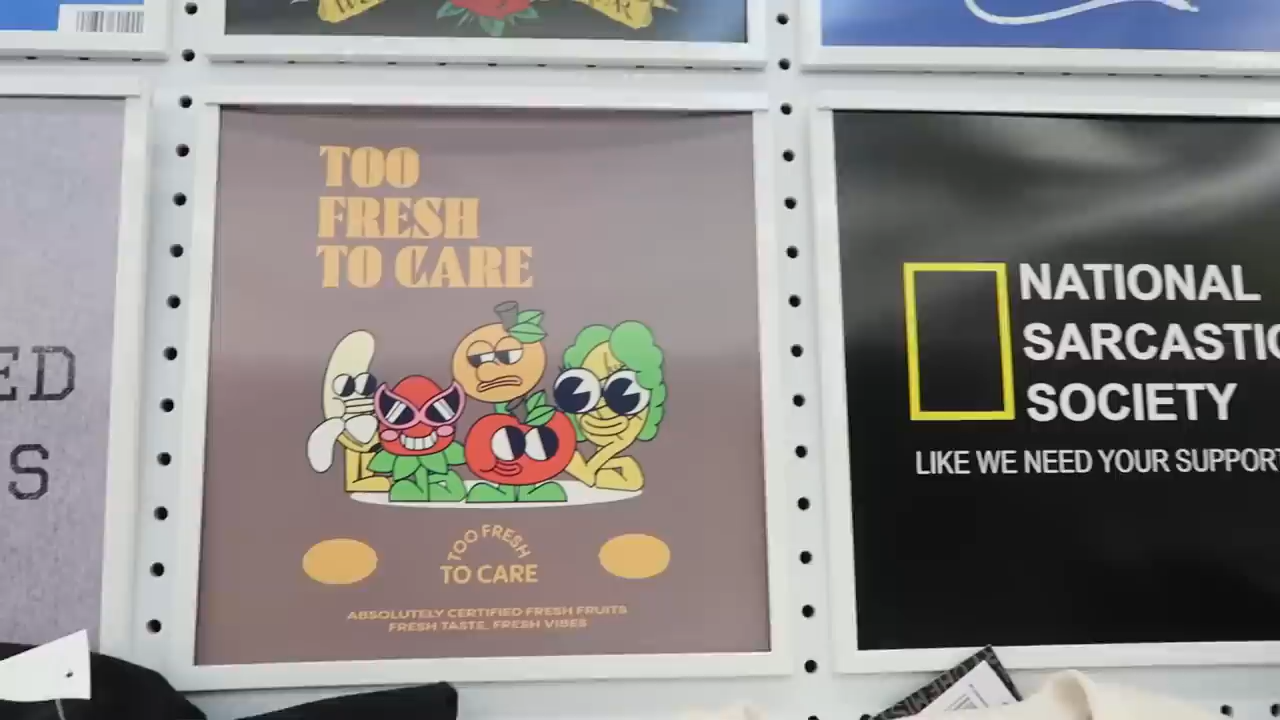 ED
S
TOO
FRESH
TO CARE
TOO FRESH
TO CARE
ABSOLUTELY CERTIFIED FRESH FRUITS
FRESH TASTE, FRESH VIBES
NATIONAL
SARCASTIC
SOCIETY
LIKE WE NEED YOUR SUPPORT